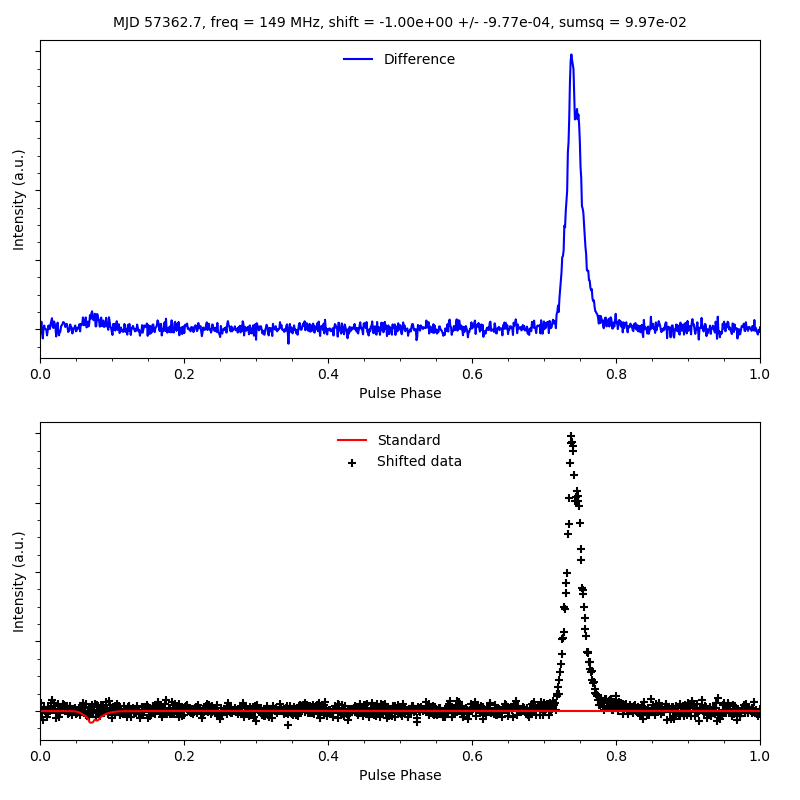 MJD 57362.7, freq = 149 MHz, shift = -1.00e+00 +/- -9.77e-04, sumsq = 9.97e-02
Difference
Intensity (a.u.)
0.0 0.2 0.4 0.6 0.8 1.0
Pulse Phase
Standard
Shifted data
Intensity (a.u.)
0.0 0.2 0.4 0.6 0.8 1.0
Pulse Phase